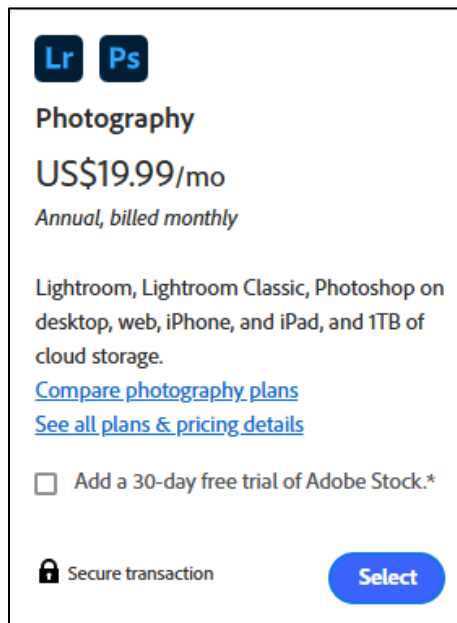 Lr Ps
Photography
US$19.99/mo
Annual, billed monthly
Lightroom, Lightroom Classic, Photoshop on
desktop, web, iPhone, and iPad, and 1TB of
cloud storage.
Compare photography plans
See all plans & pricing details
Add a 30-day free trial of Adobe Stock.*
Secure transaction
Select